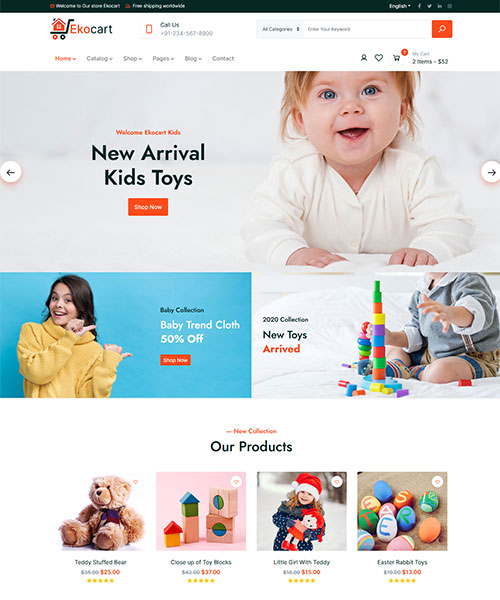 Welcome to Our store Ekocart
Free shipping worldwide
English
Ekocart
Call Us
+91-234-567-8900
All Categories
Enter Your Keyword
Home
Catalog
Shop
Pages
Blog
Contact
2
My Cart
2 Items - $52
Welcome Ekocart Kids
New Arrival
Kids Toys
Shop Now
Baby Collection
Baby Trend Cloth
50% Off
Shop Now
2020 Collection
New Toys
Arrived
— New Collection
Our Products
EASTER
Teddy Stuffed Bear
$35.00 $25.00
Close up of Toy Blocks
$42.00 $37.00
Little Girl With Teddy
$18.00 $15.00
Easter Rabbit Toys
$19.00 $13.00